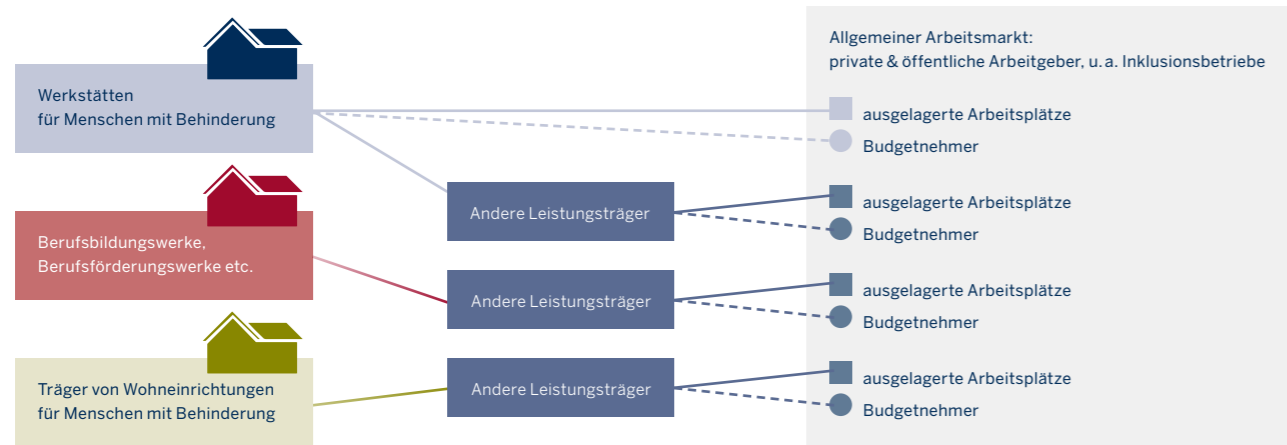 Allgemeiner Arbeitsmarkt:
private & öffentliche Arbeitgeber, u. a. Inklusionsbetriebe
Werkstätten
für Menschen mit Behinderung
ausgelagerte Arbeitsplätze
Budgetnehmer
Andere Leistungsträger
ausgelagerte Arbeitsplätze
Budgetnehmer
Berufsbildungswerke,
Berufsförderungswerke etc.
Andere Leistungsträger
ausgelagerte Arbeitsplätze
Budgetnehmer
Träger von Wohneinrichtungen
für Menschen mit Behinderung
Andere Leistungsträger
ausgelagerte Arbeitsplätze
Budgetnehmer